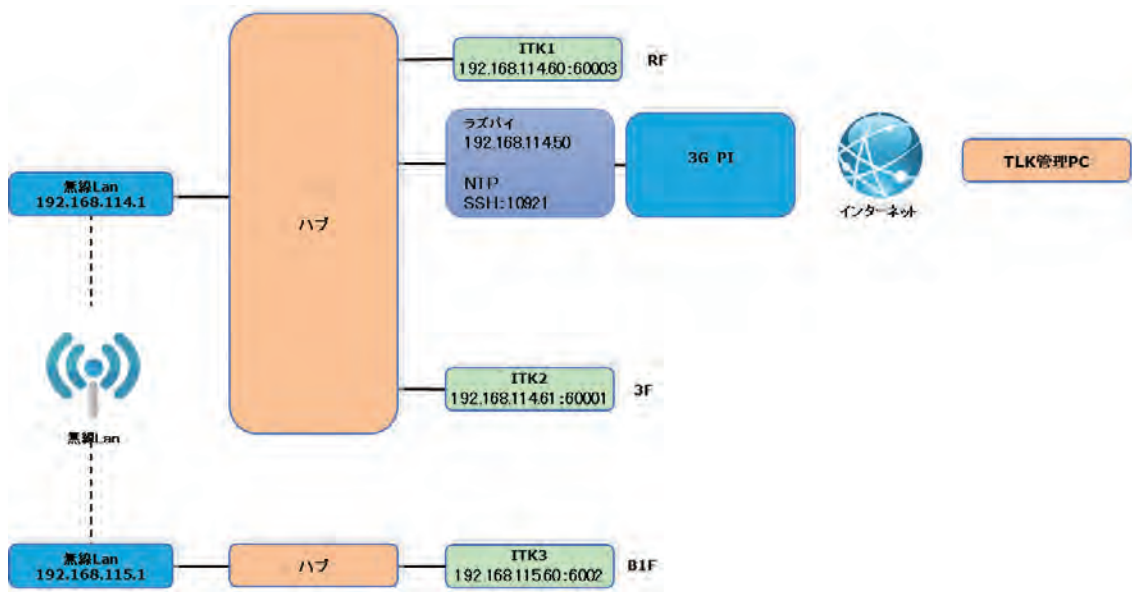 ITK1
192.168.114.60:60003
RF
ラズパイ
192.168.114.50
NTP
SSH:10921
3G PI
インターネット
TLK管理PC
無線Lan
192.168.114.1
ハブ
無線Lan
ITK2
192.168.114.61:60001
3F
無線Lan
192.168.115.1
ハブ
ITK3
192.168.115.60:6002
B1F